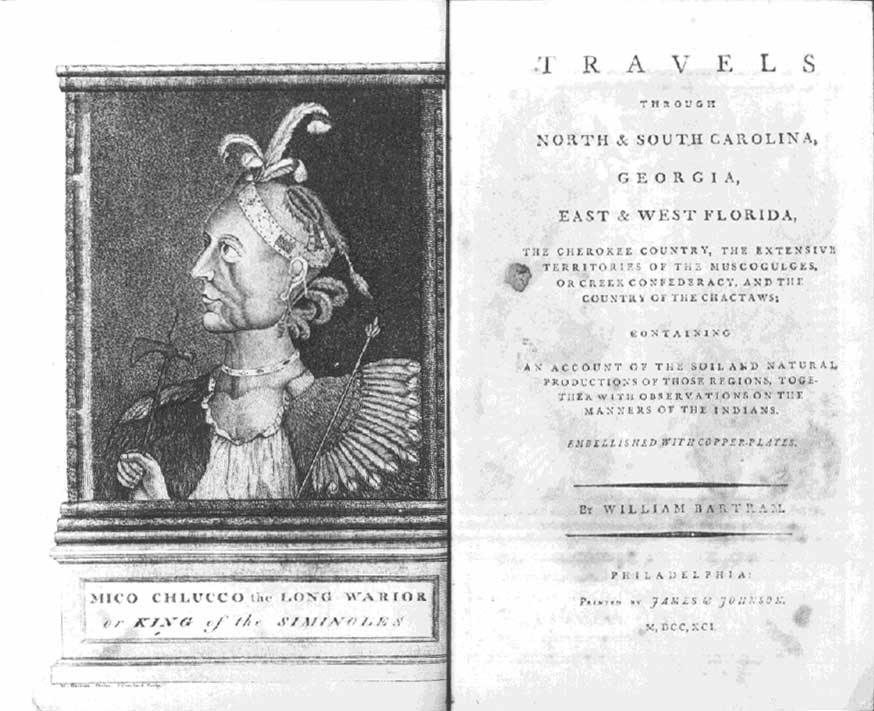 MICO CHLUCCO the LONG WARIOR
or KING of the SIMINOLES
TRAVELS
THROUGH
NORTH & SOUTH CAROLINA,
GEORGIA,
EAST & WEST FLORIDA,
THE CHEROKEE COUNTRY, THE EXTENSIVE
TERRITORIES OF THE MUSCOGULGES,
OR CREEK CONFEDERACY, AND THE
COUNTRY OF THE CHACTAWS;
CONTAINING
AN ACCOUNT OF THE SOIL AND NATURAL
PRODUCTIONS OF THOSE REGIONS, TOGE-
THER WITH OBSERVATIONS ON THE
MANNERS OF THE INDIANS.
EMBELLISHED WITH COPPER-PLATES.
By WILLIAM BARTRAM.
PHILADELPHIA:
PRINTED BY JAMES & JOHNSON.
M,DCC,XCI.